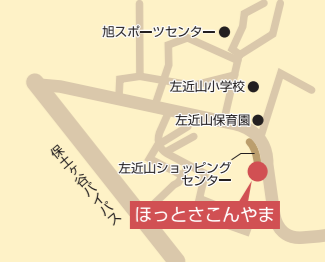 旭スポーツセンター
左近山小学校
左近山保育園
左近山ショッピング
センター
保土ヶ谷バイパス
ほっとさこんやま